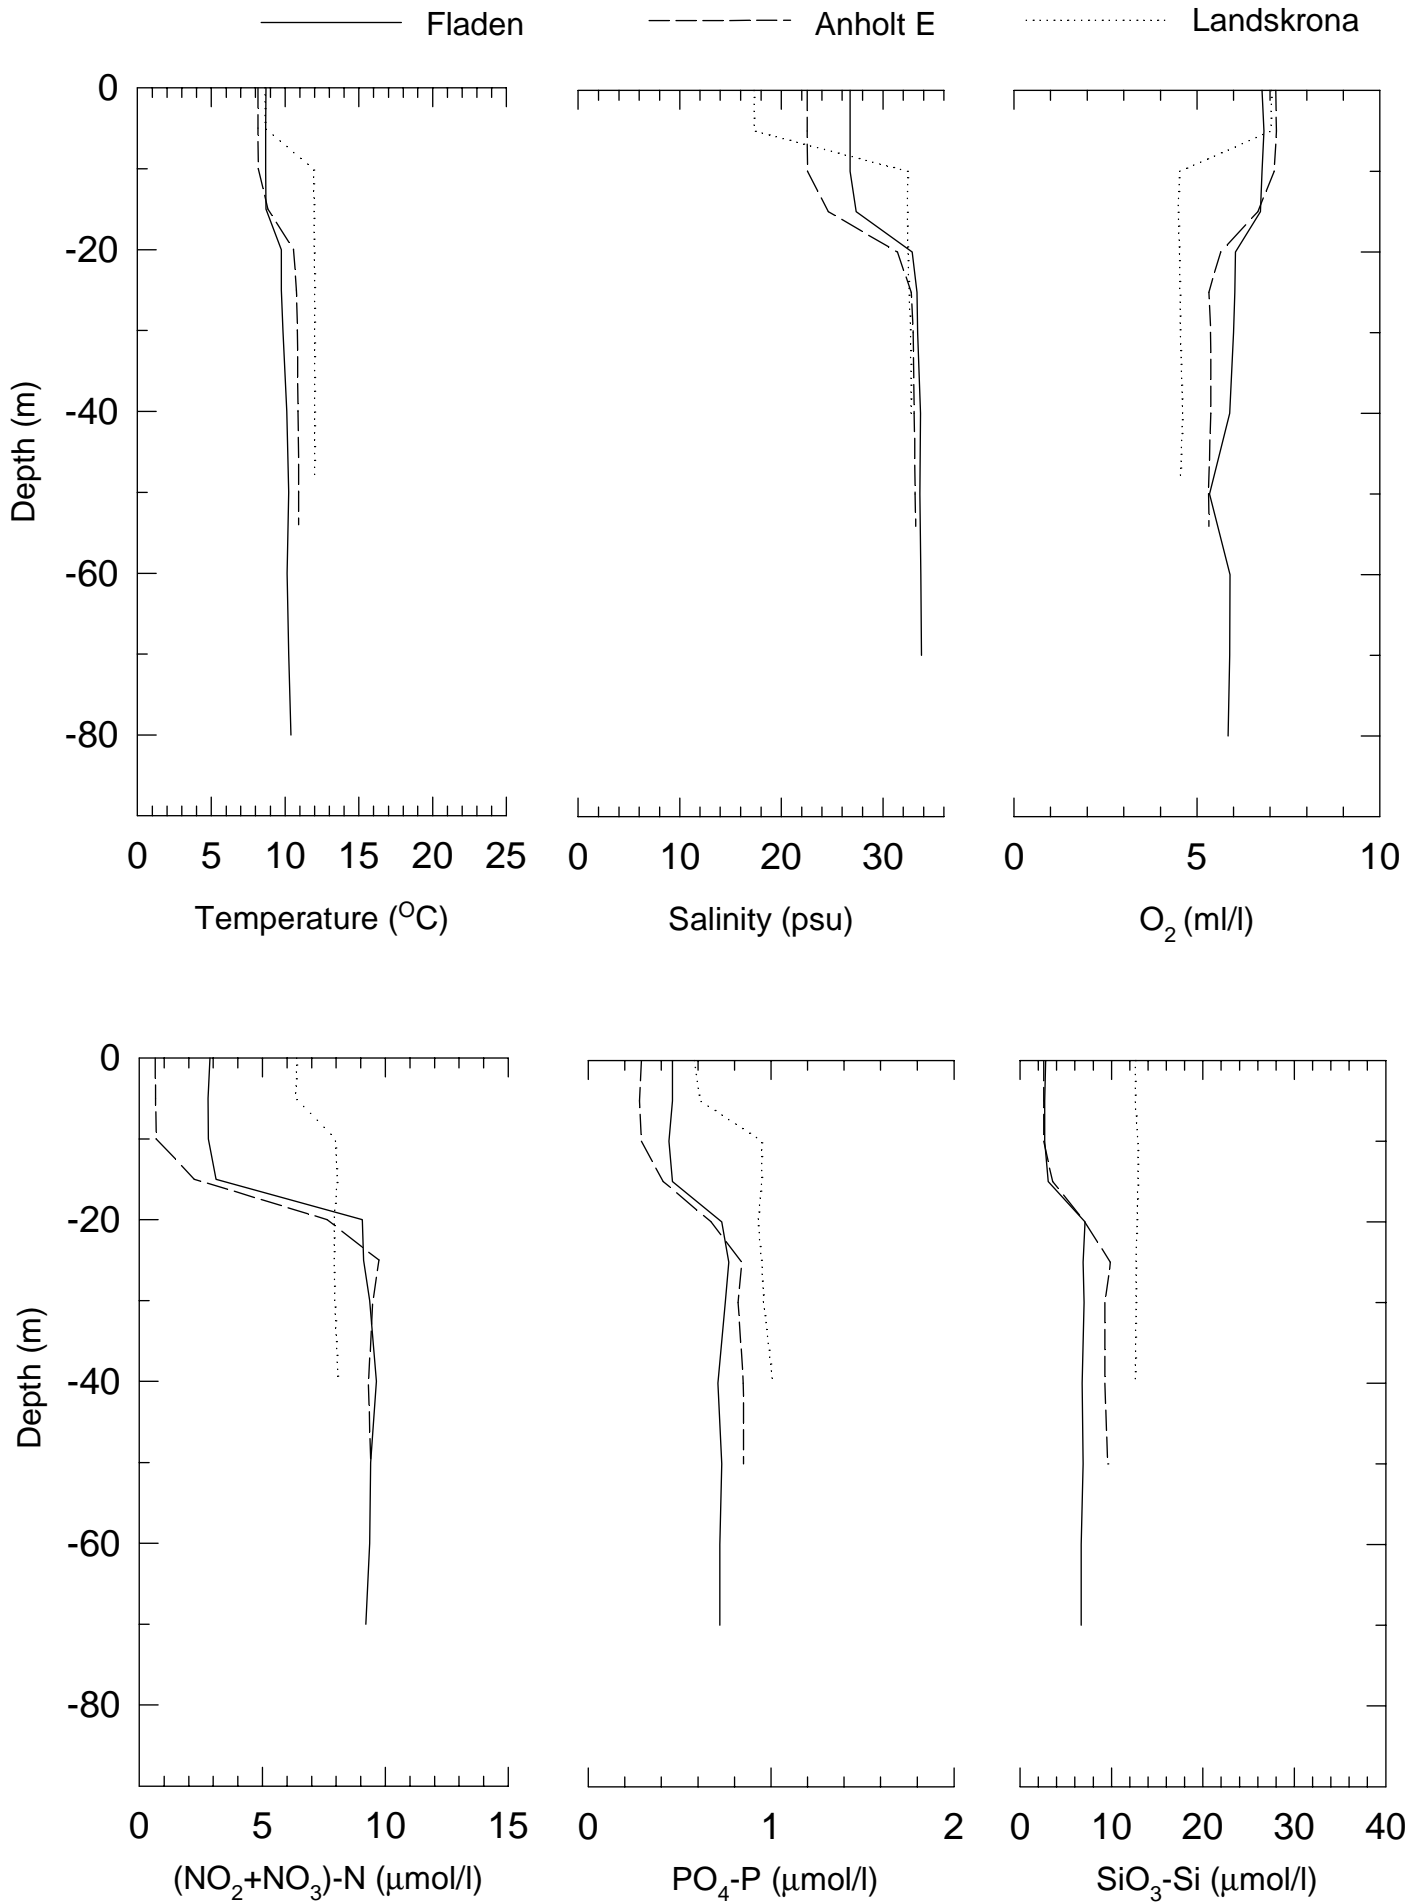 Fladen Anholt E Landskrona
0
-20
-40
-60
-80
Depth (m)
0 5 10 15 20 25
0 10 20 30
0 5 10
Temperature (OC)
Salinity (psu)
O2 (ml/l)
0
-20
-40
-60
-80
Depth (m)
0 5 10 15
0 1 2
0 10 20 30 40
(NO2+NO3)-N (μmol/l)
PO4-P (μmol/l)
SiO3-Si (μmol/l)